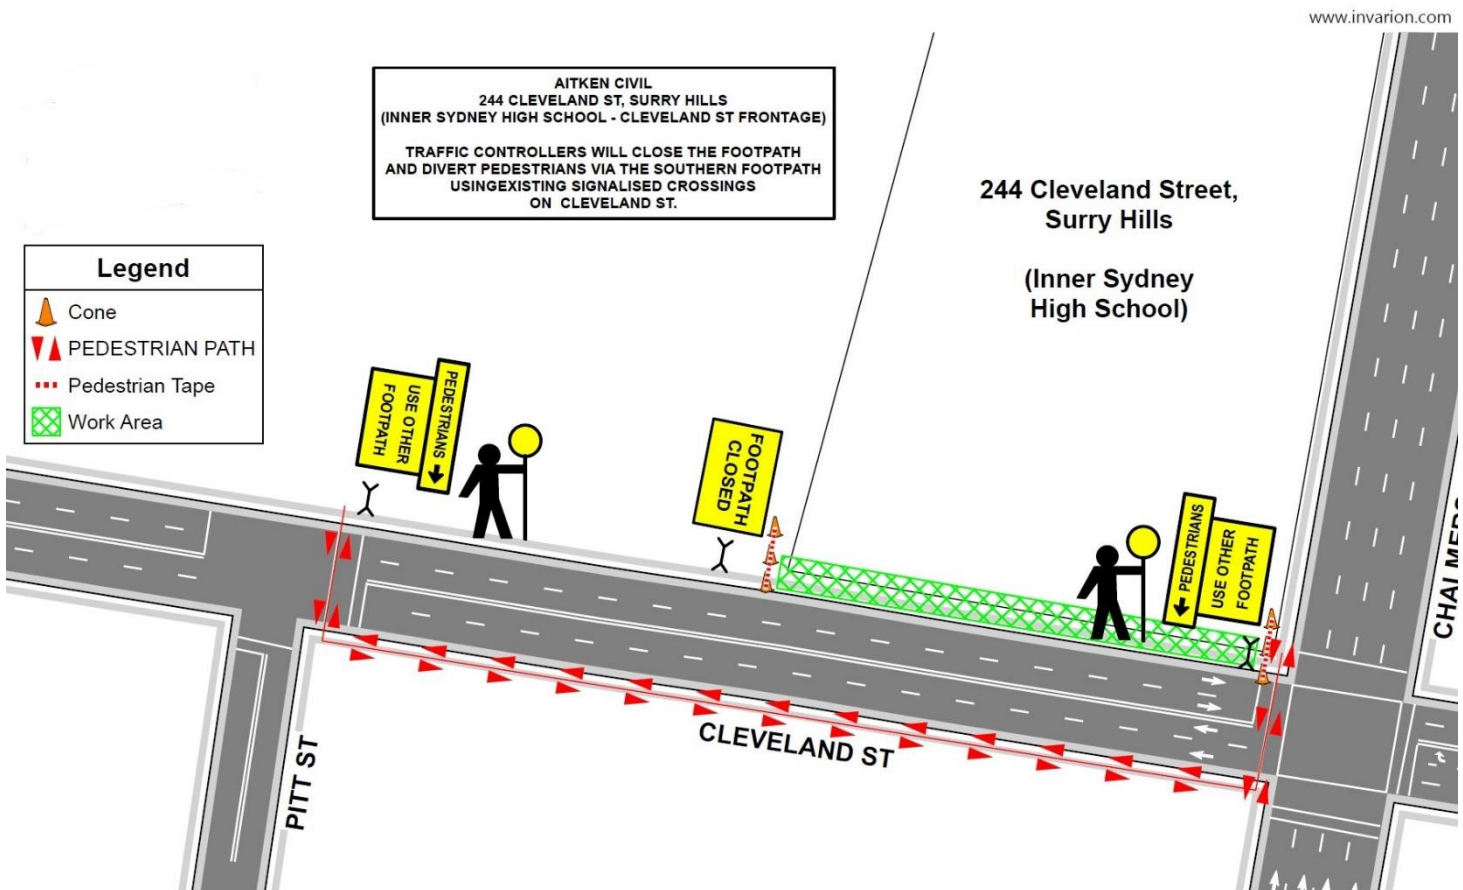 www.invarion.com
AITKEN CIVIL
244 CLEVELAND ST, SURRY HILLS
(INNER SYDNEY HIGH SCHOOL - CLEVELAND ST FRONTAGE)
TRAFFIC CONTROLLERS WILL CLOSE THE FOOTPATH
AND DIVERT PEDESTRIANS VIA THE SOUTHERN FOOTPATH
USINGEXISTING SIGNALISED CROSSINGS
ON CLEVELAND ST.
244 Cleveland Street,
Surry Hills
(Inner Sydney
High School)
Legend
Cone
PEDESTRIAN PATH
Pedestrian Tape
Work Area
PEDESTRIANS
USE OTHER
FOOTPATH
FOOTPATH
CLOSED
PEDESTRIANS
USE OTHER
FOOTPATH
CLEVELAND ST
PITT ST